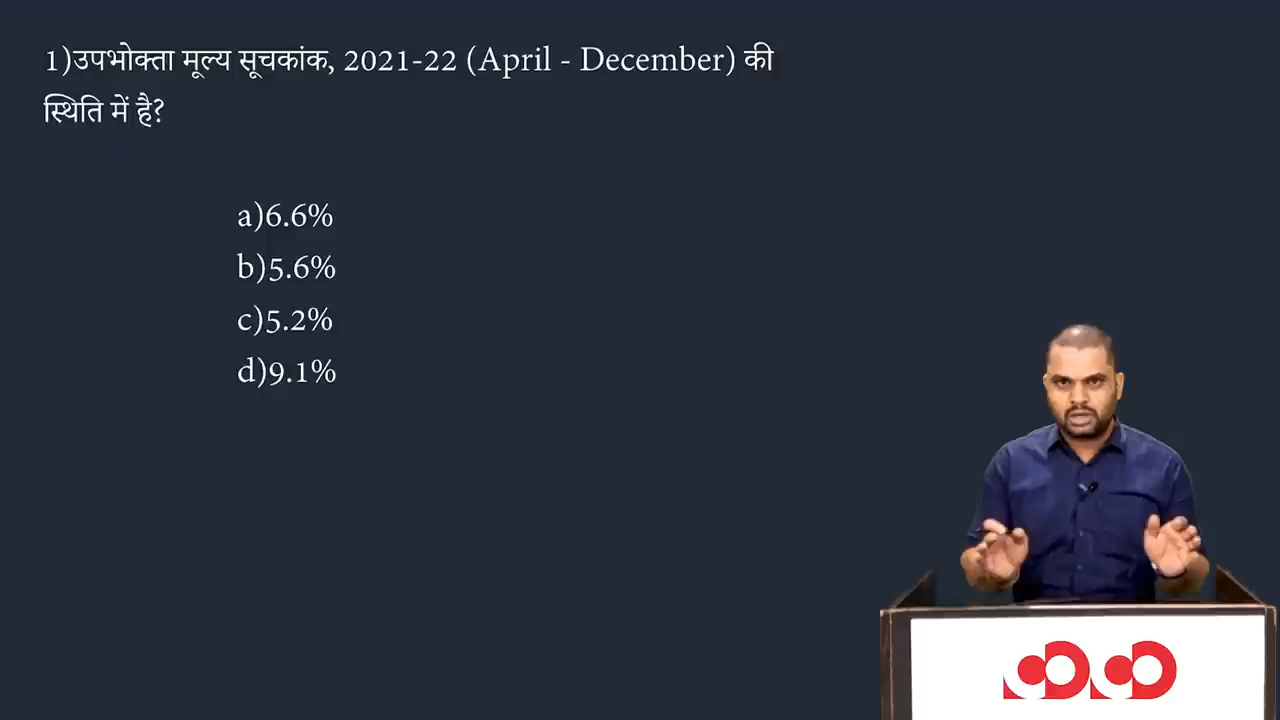 1)उपभोक्ता मूल्य सूचकांक, 2021-22 (April - December) की
स्थिति में है?
a)6.6%
b)5.6%
c)5.2%
d)9.1%